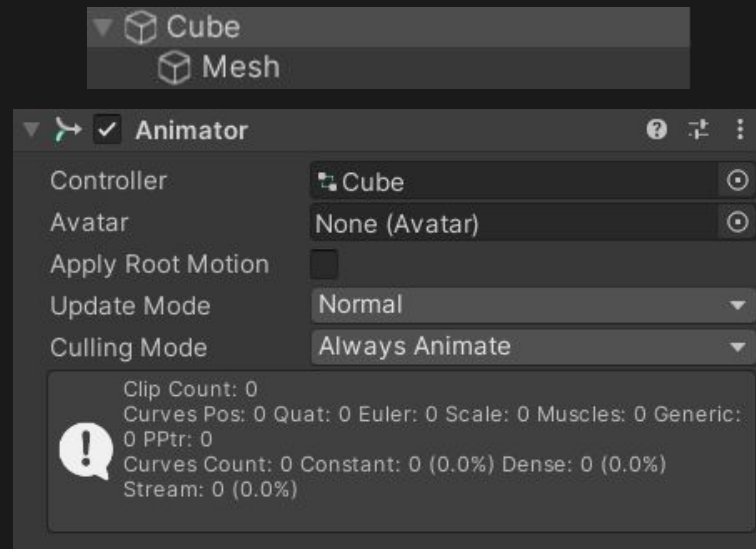 Cube
Mesh
Animator
Controller Cube
Avatar None (Avatar)
Apply Root Motion
Update Mode Normal
Culling Mode Always Animate
Clip Count: 0
Curves Pos: 0 Quat: 0 Euler: 0 Scale: 0 Muscles: 0 Generic:
0 PPtr: 0
Curves Count: 0 Constant: 0 (0.0%) Dense: 0 (0.0%)
Stream: 0 (0.0%)